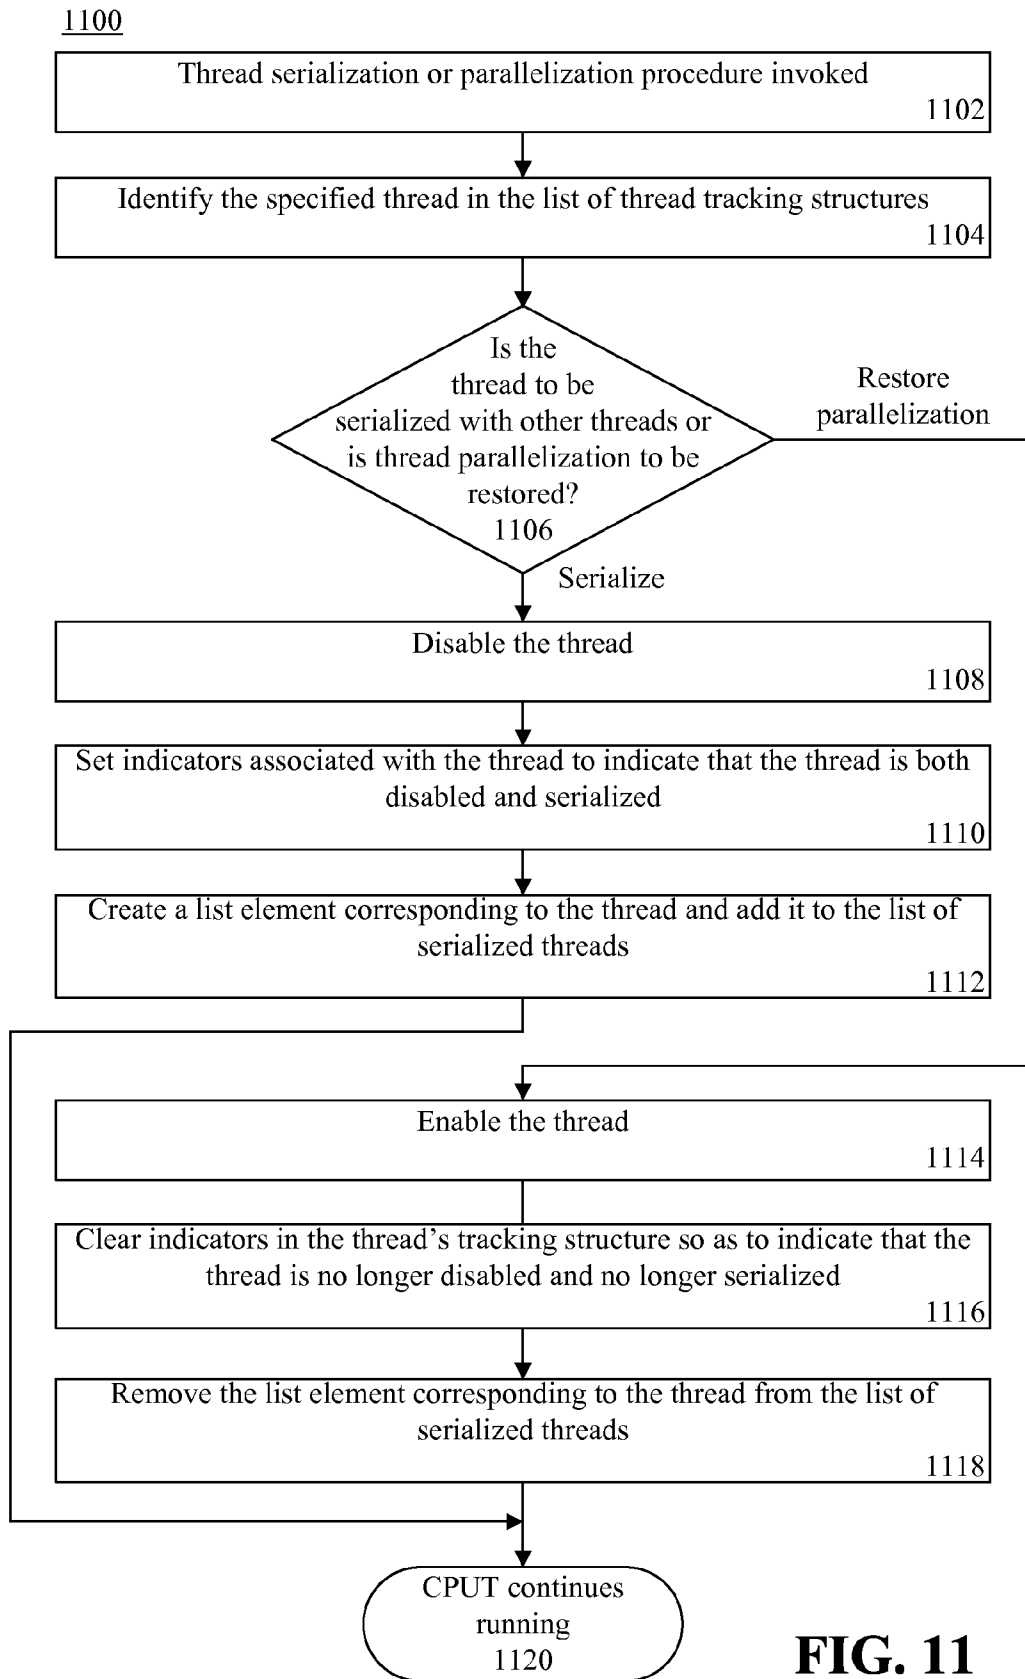 1100
Thread serialization or parallelization procedure invoked
1102
Identify the specified thread in the list of thread tracking structures
1104
Is the
thread to be
serialized with other threads or
is thread parallelization to be
restored?
1106
Restore
parallelization
Serialize
Disable the thread
1108
Set indicators associated with the thread to indicate that the thread is both
disabled and serialized
1110
Create a list element corresponding to the thread and add it to the list of
serialized threads
1112
Enable the thread
1114
Clear indicators in the thread's tracking structure so as to indicate that the
thread is no longer disabled and no longer serialized
1116
Remove the list element corresponding to the thread from the list of
serialized threads
1118
CPUT continues
running
1120
FIG. 11